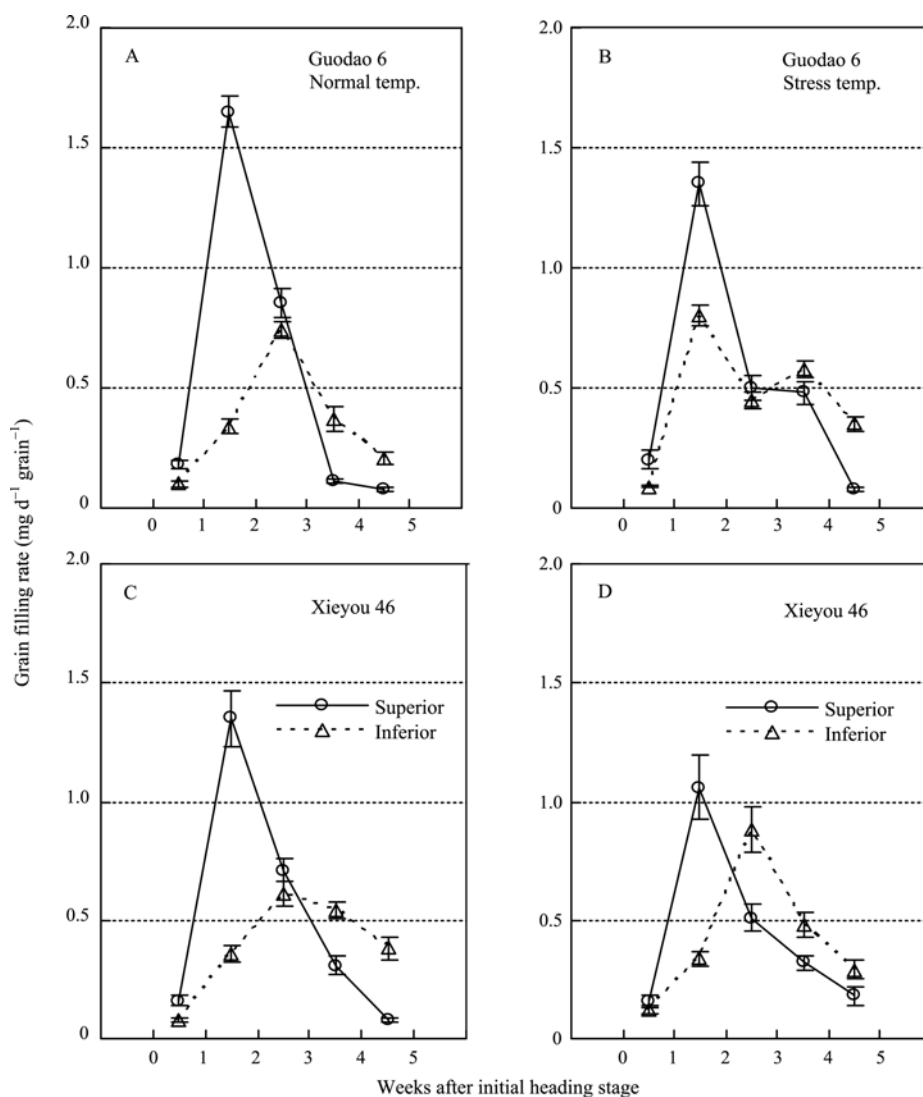 A
Guodao 6
Normal temp.
2.0
1.5
1.0
0.5
0
0 1 2 3 4 5
B
Guodao 6
Stress temp.
2.0
1.5
1.0
0.5
0
0 1 2 3 4 5
C
Xieyou 46
Superior
Inferior
2.0
1.5
1.0
0.5
0
0 1 2 3 4 5
D
Xieyou 46
Superior
Inferior
2.0
1.5
1.0
0.5
0
0 1 2 3 4 5
Grain filling rate (mg d⁻¹ grain⁻¹)
Weeks after initial heading stage